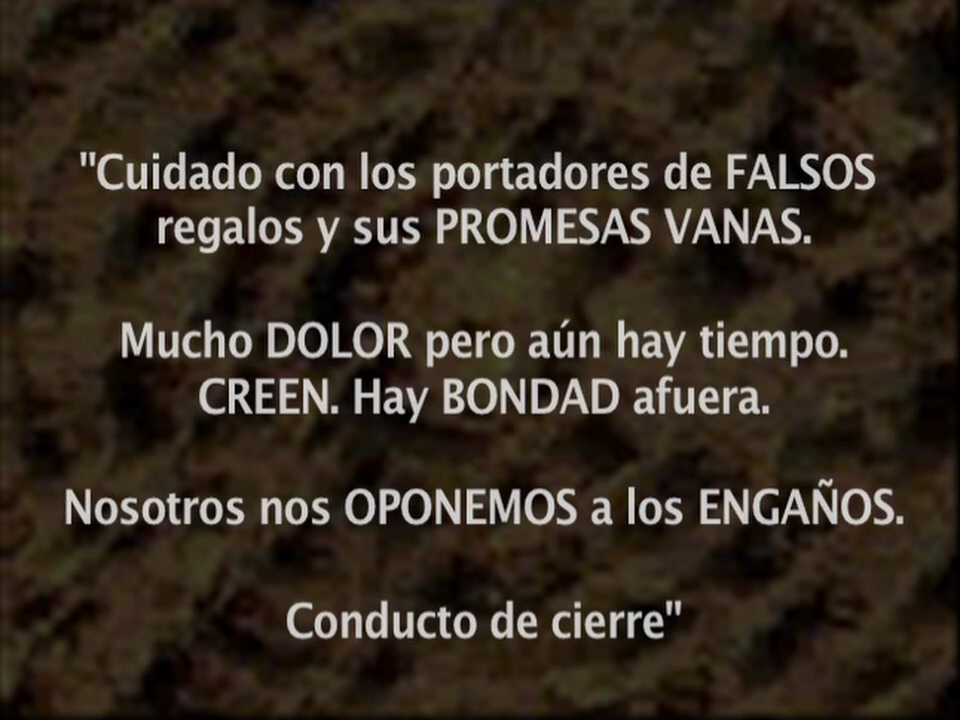 "Cuidado con los portadores de FALSOS
regalos y sus PROMESAS VANAS.
Mucho DOLOR pero aún hay tiempo.
CREEN. Hay BONDAD afuera.
Nosotros nos OPONEMOS a los ENGAÑOS.
Conducto de cierre"